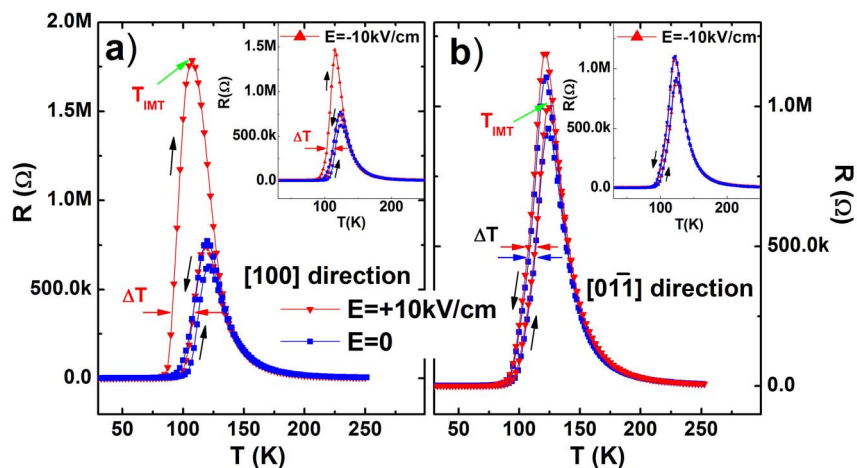 a)
E=-10kV/cm
1.5M
1.0M
500.0k
0.0
R(Ω)
100 200
T(K)
ΔT
2.0M
1.5M
1.0M
500.0k
0.0
R (Ω)
T_IMT
ΔT
[100] direction
E=+10kV/cm
E=0
50 100 150 200 250
T (K)
b)
E=-10kV/cm
1.0M
500.0k
0.0
R(Ω)
100 200
T(K)
T_IMT
ΔT
[01̅1̅] direction
1.0M
500.0k
0.0
R (Ω)
50 100 150 200 250
T (K)